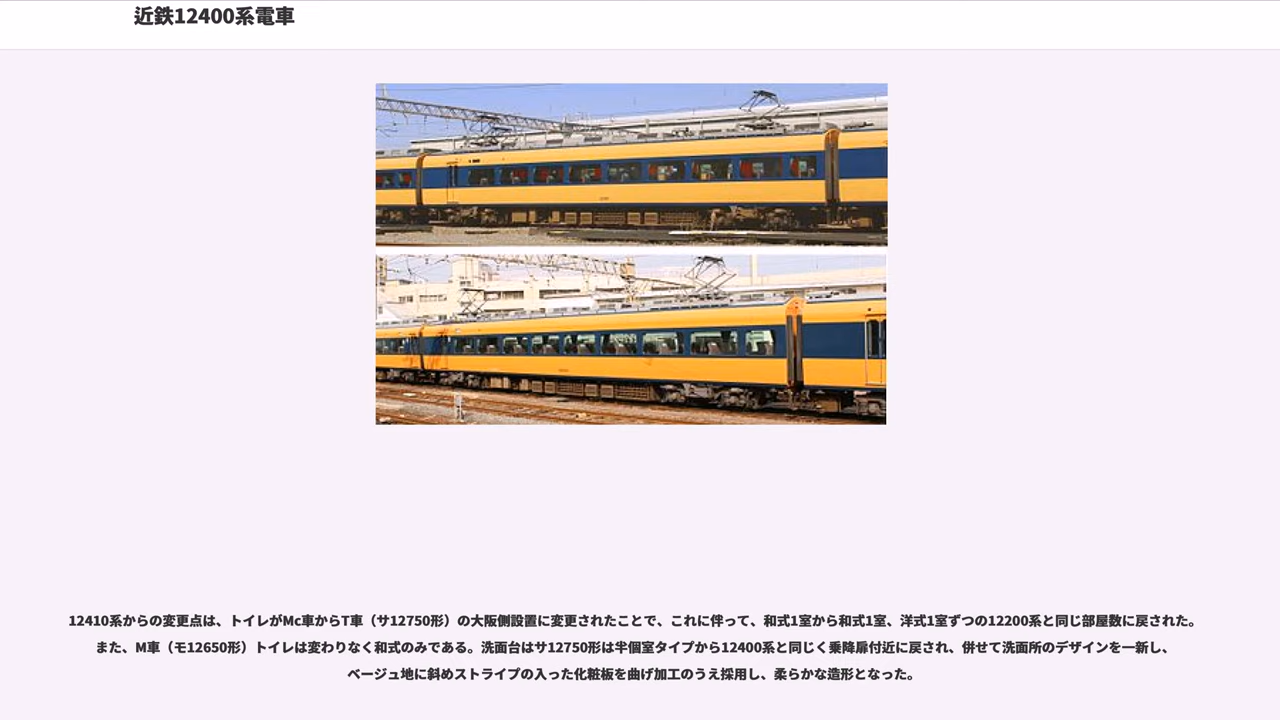 近鉄12400系電車
12410系からの変更点は、トイレがMc車からT車（サ12750形）の大阪側設置に変更されたことで、これに伴って、和式1室から和式1室、洋式1室ずつの12200系と同じ部屋数に戻された。
また、M車（モ12650形）トイレは変わりなく和式のみである。洗面台はサ12750形は半個室タイプから12400系と同じく乗降扉付近に戻され、併せて洗面所のデザインを一新し、
ベージュ地に斜めストライプの入った化粧板を曲げ加工のうえ採用し、柔らかな造形となった。